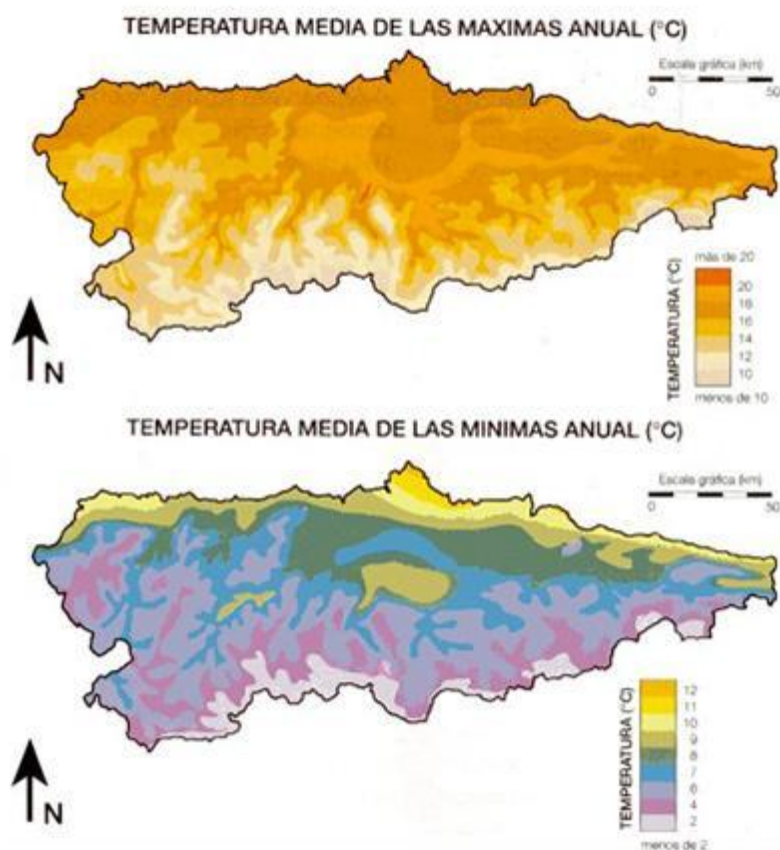 TEMPERATURA MEDIA DE LAS MAXIMAS ANUAL (°C)
Escala gráfica (km)
0 50
más de 20
20
18
16
14
12
10
menos de 10
TEMPERATURA (°C)
N
TEMPERATURA MEDIA DE LAS MINIMAS ANUAL (°C)
Escala gráfica (km)
0 50
12
11
10
9
8
7
6
4
2
menos de 2
TEMPERATURA (°C)
N